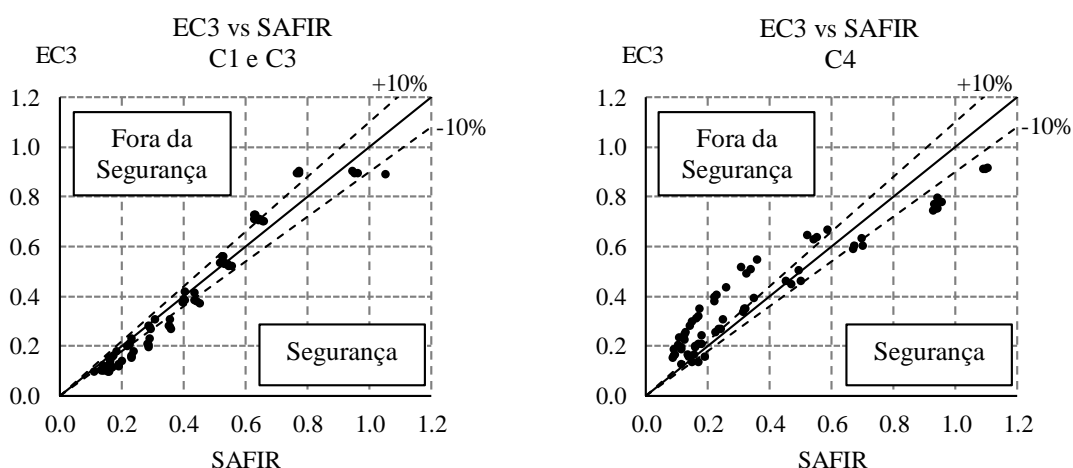 EC3 vs SAFIR
C1 e C3
EC3
+10%
-10%
1.2
1.0
0.8
0.6
0.4
0.2
0.0
Fora da
Segurança
Segurança
0.0 0.2 0.4 0.6 0.8 1.0 1.2
SAFIR
EC3 vs SAFIR
C4
EC3
+10%
-10%
1.2
1.0
0.8
0.6
0.4
0.2
0.0
Fora da
Segurança
Segurança
0.0 0.2 0.4 0.6 0.8 1.0 1.2
SAFIR